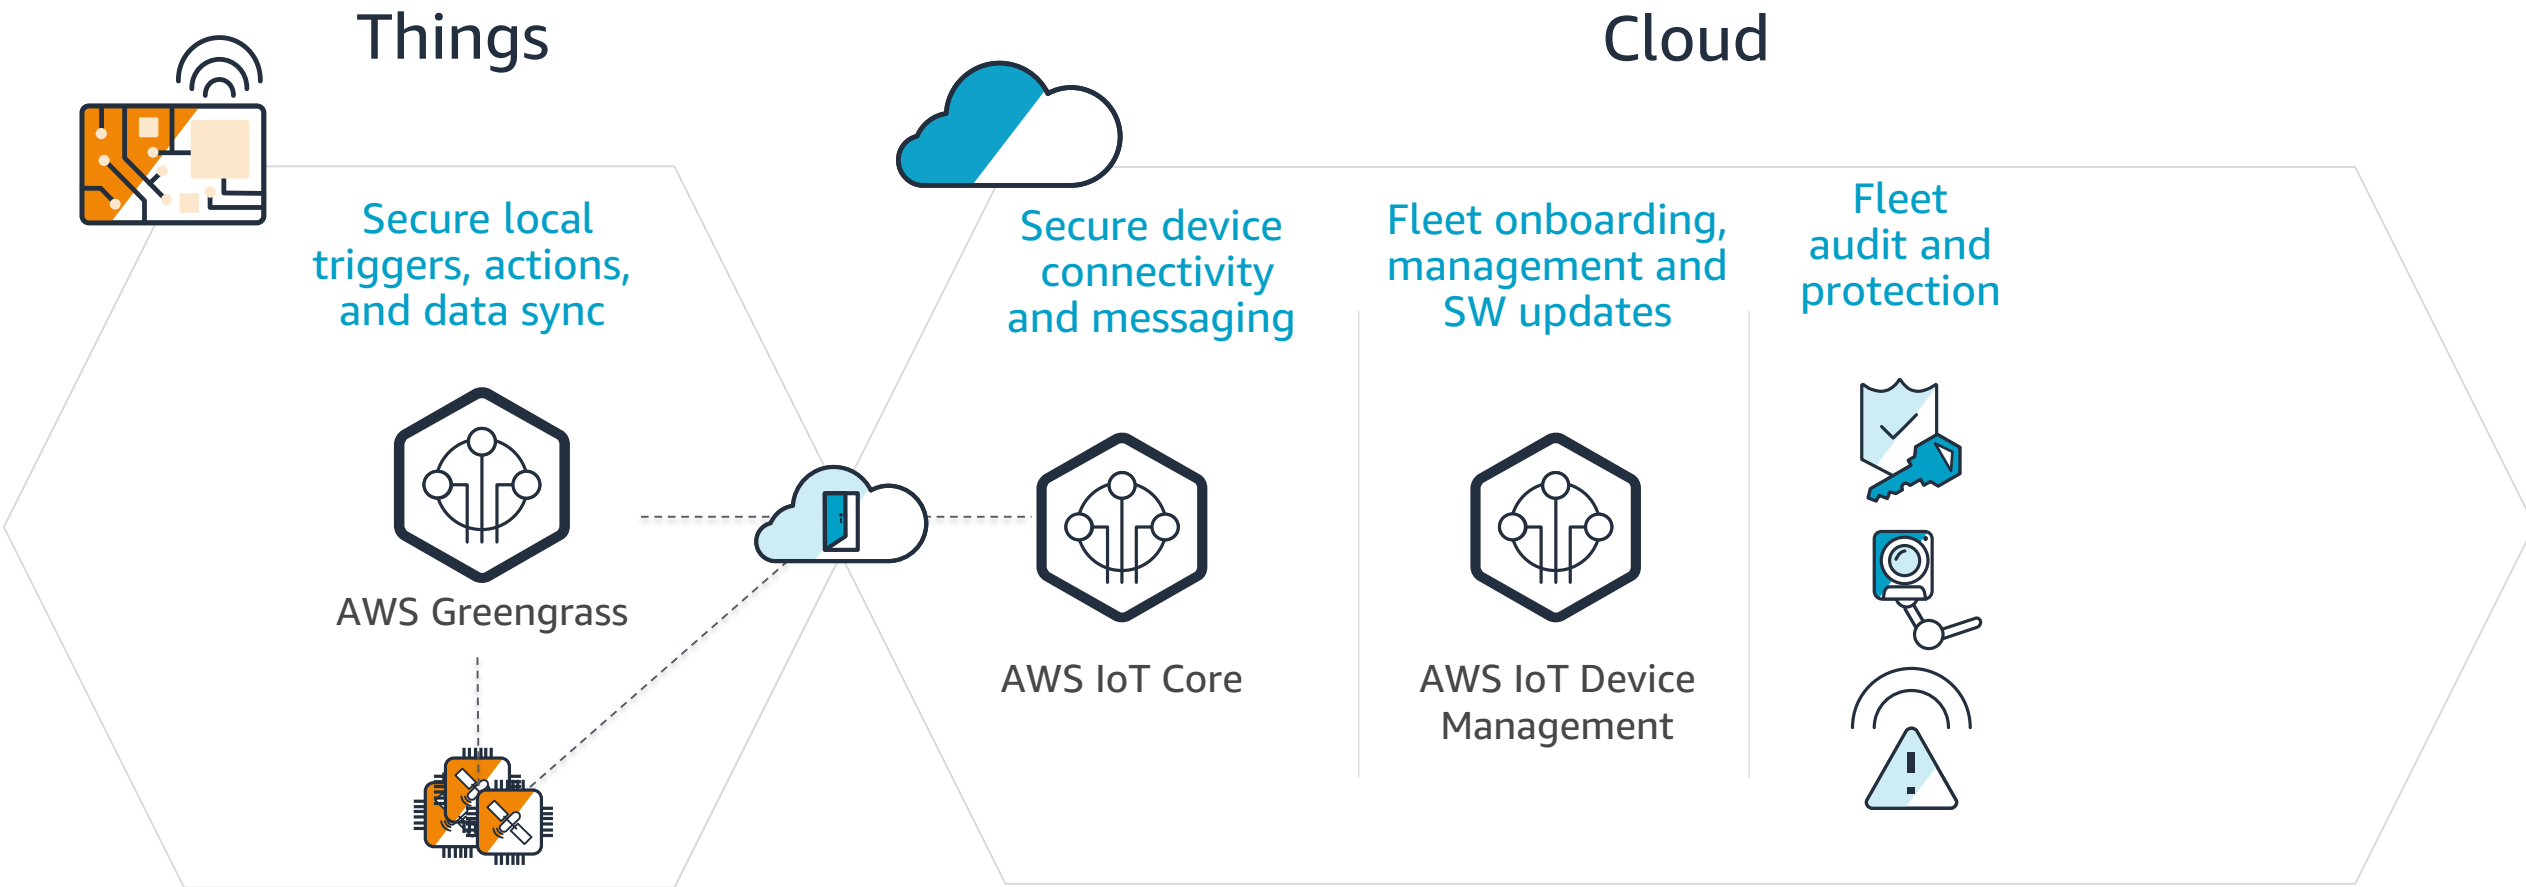 Things
Cloud
Secure local
triggers, actions,
and data sync
AWS Greengrass
Secure device
connectivity
and messaging
AWS IoT Core
Fleet onboarding,
management and
SW updates
AWS IoT Device
Management
Fleet
audit and
protection